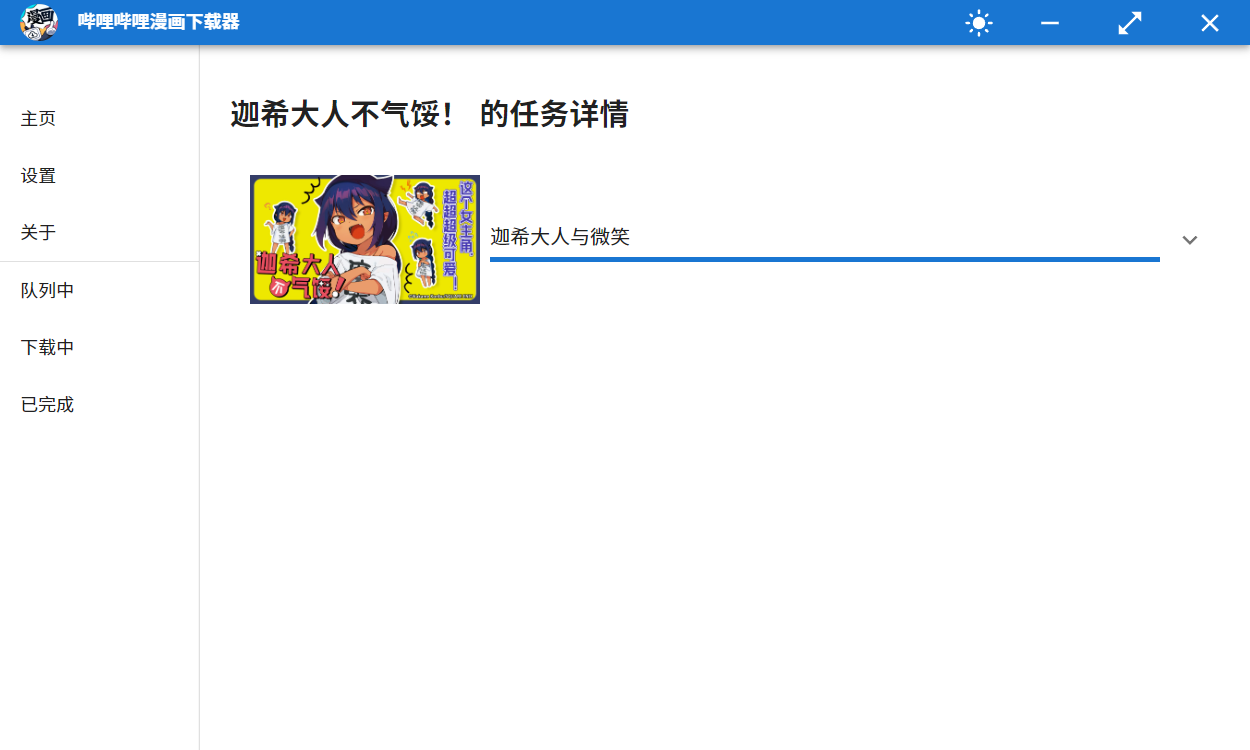 漫画
哔哩哔哩漫画下载器
主页
设置
关于
队列中
下载中
已完成
迦希大人不气馁！ 的任务详情
这个女主角，
超超超级可爱！
迦希大人
不气馁!!
迦希大人与微笑